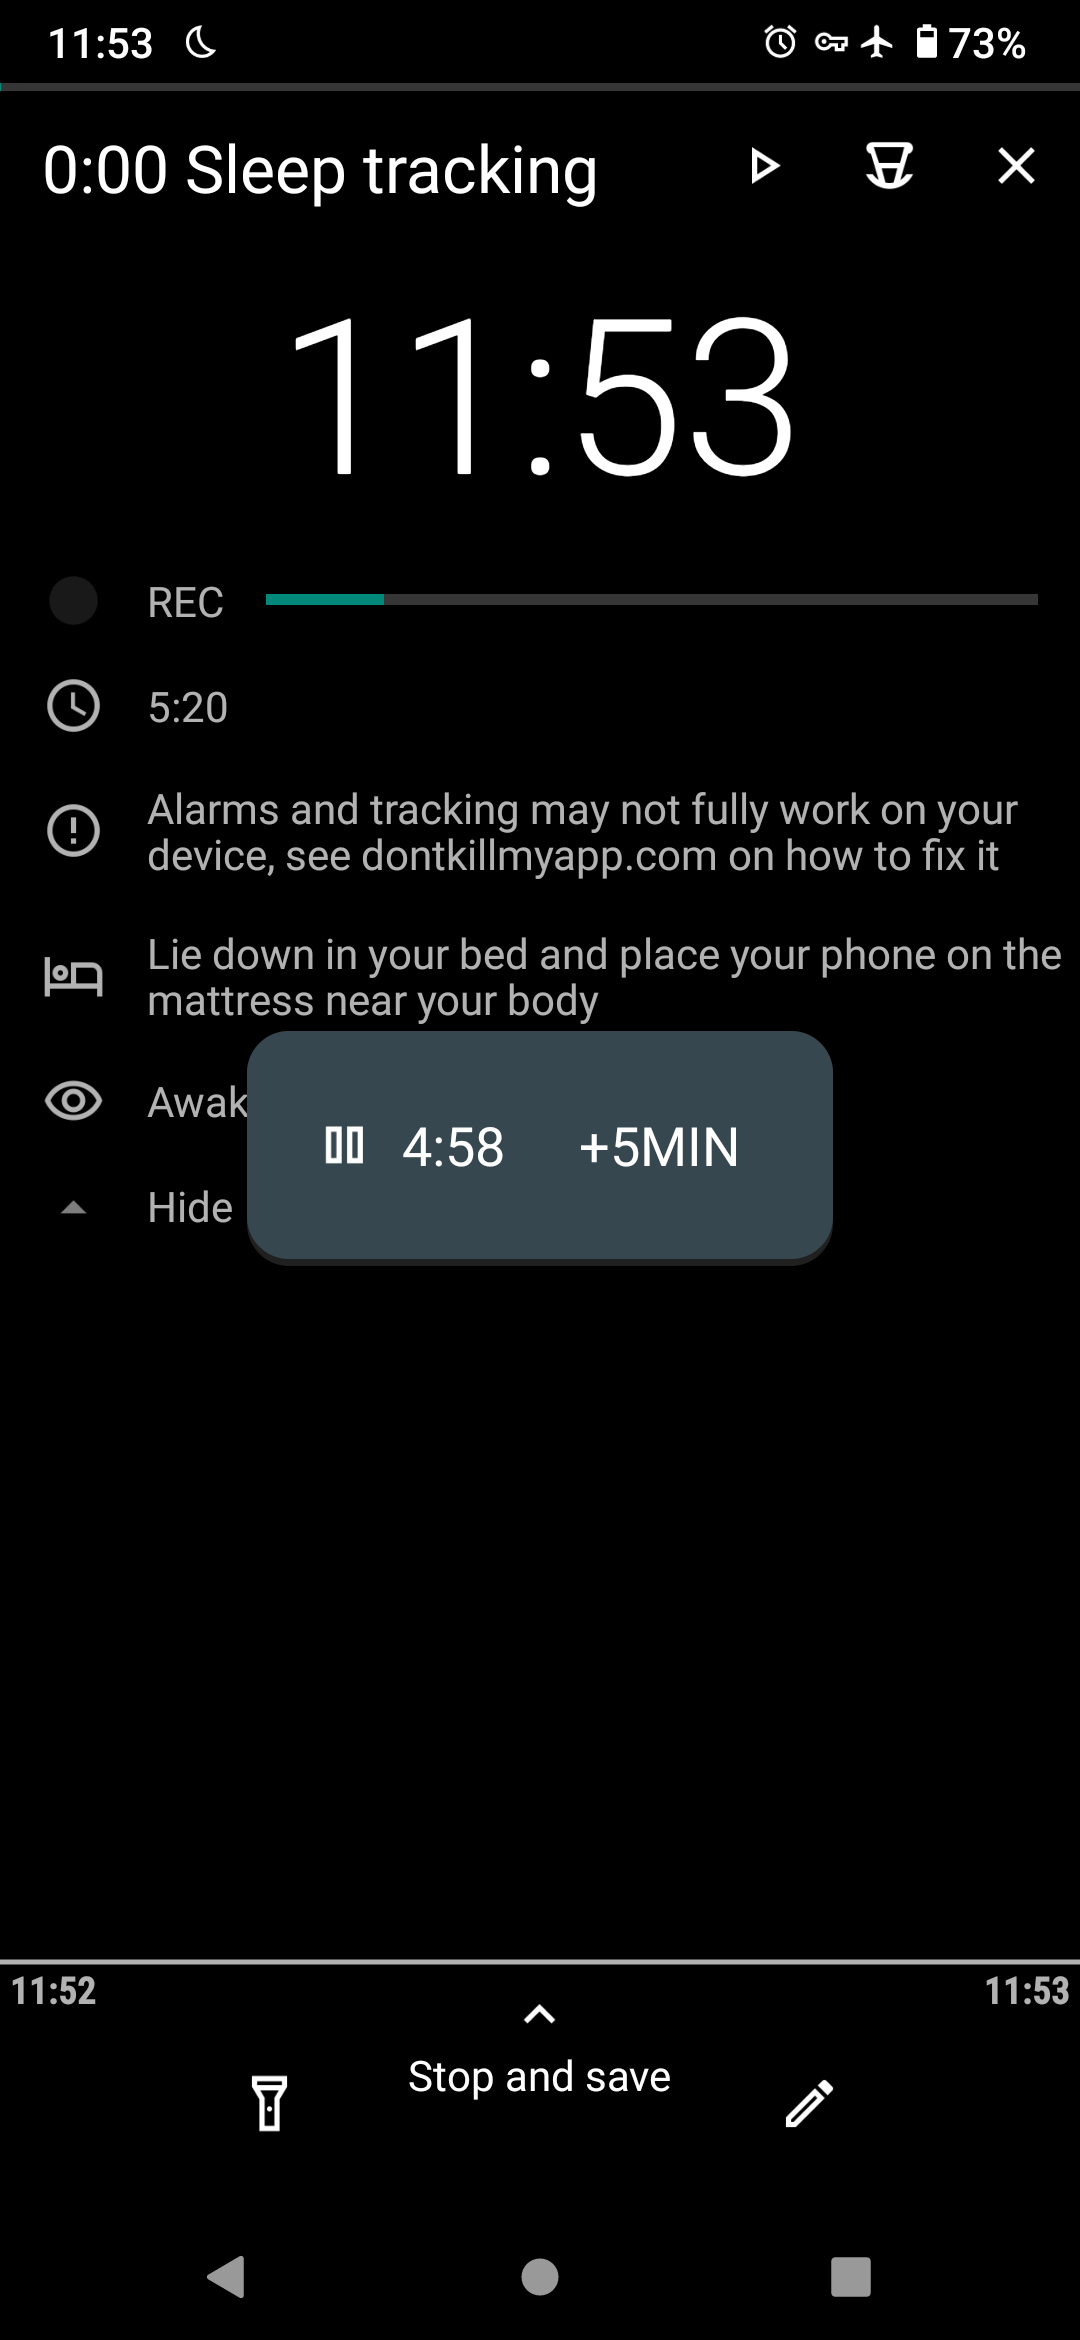 11:53 73%
0:00 Sleep tracking
11:53
REC
5:20
Alarms and tracking may not fully work on your
device, see dontkillmyapp.com on how to fix it
Lie down in your bed and place your phone on the
mattress near your body
4:58 +5MIN
Hide
11:52 11:53
Stop and save